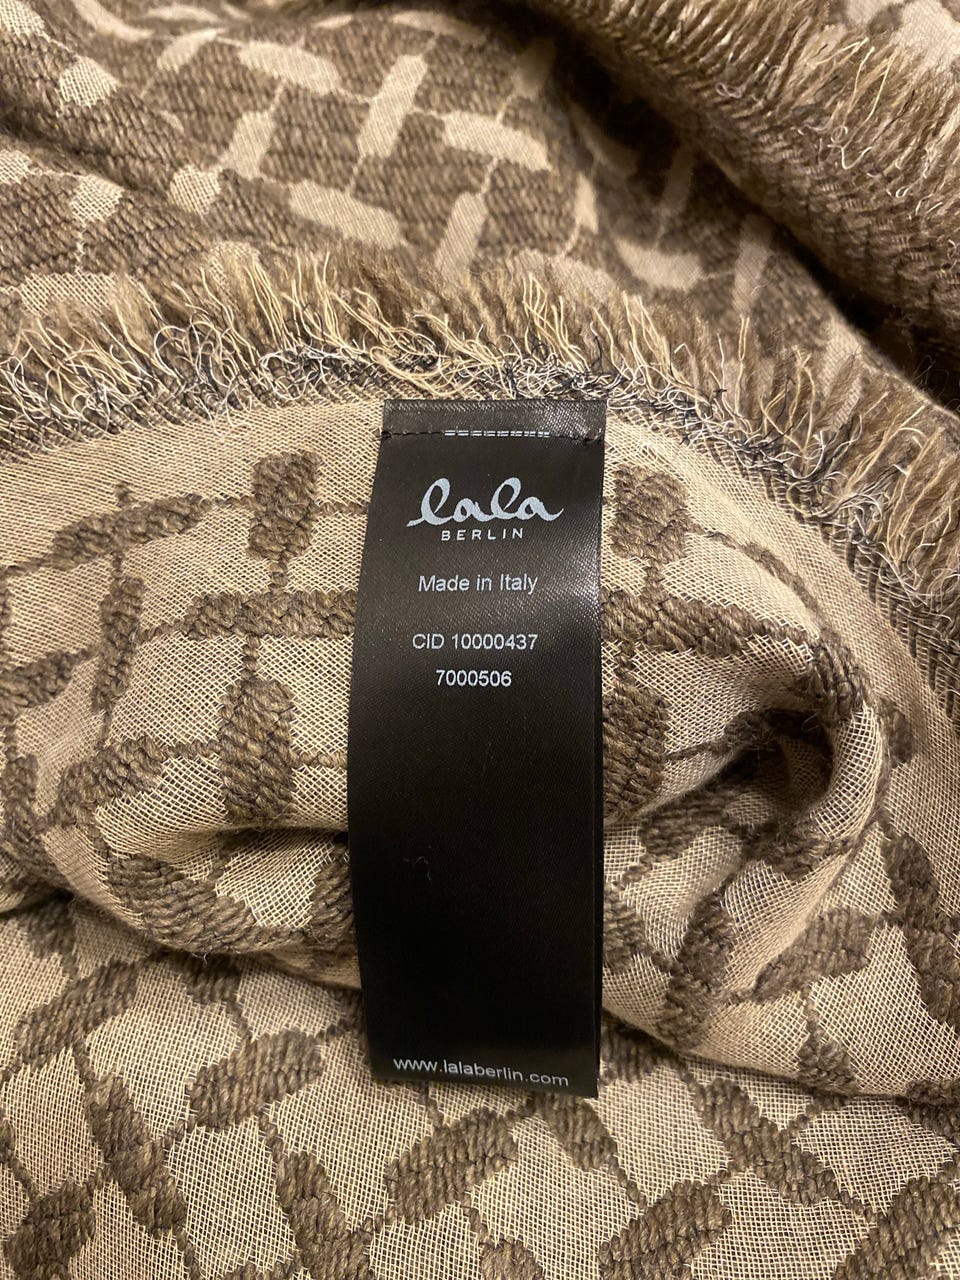 lala
BERLIN
Made in Italy
CID 10000437
7000506
www.lalaberlin.com